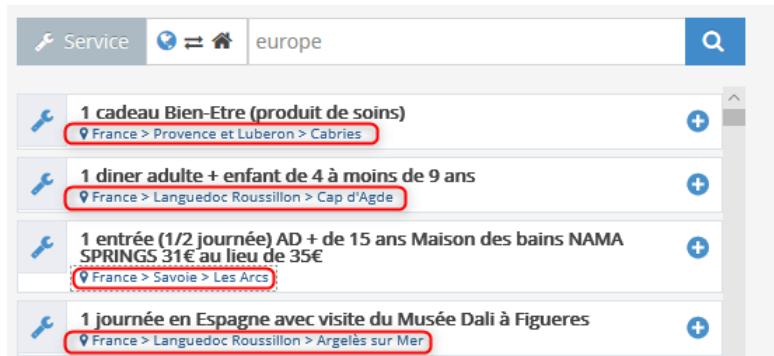 Service
europe
1 cadeau Bien-Etre (produit de soins)
France > Provence et Luberon > Cabries
1 diner adulte + enfant de 4 à moins de 9 ans
France > Languedoc Roussillon > Cap d'Agde
1 entrée (1/2 journée) AD + de 15 ans Maison des bains NAMA
SPRINGS 31€ au lieu de 35€
France > Savoie > Les Arcs
1 journée en Espagne avec visite du Musée Dali à Figueres
France > Languedoc Roussillon > Argelès sur Mer